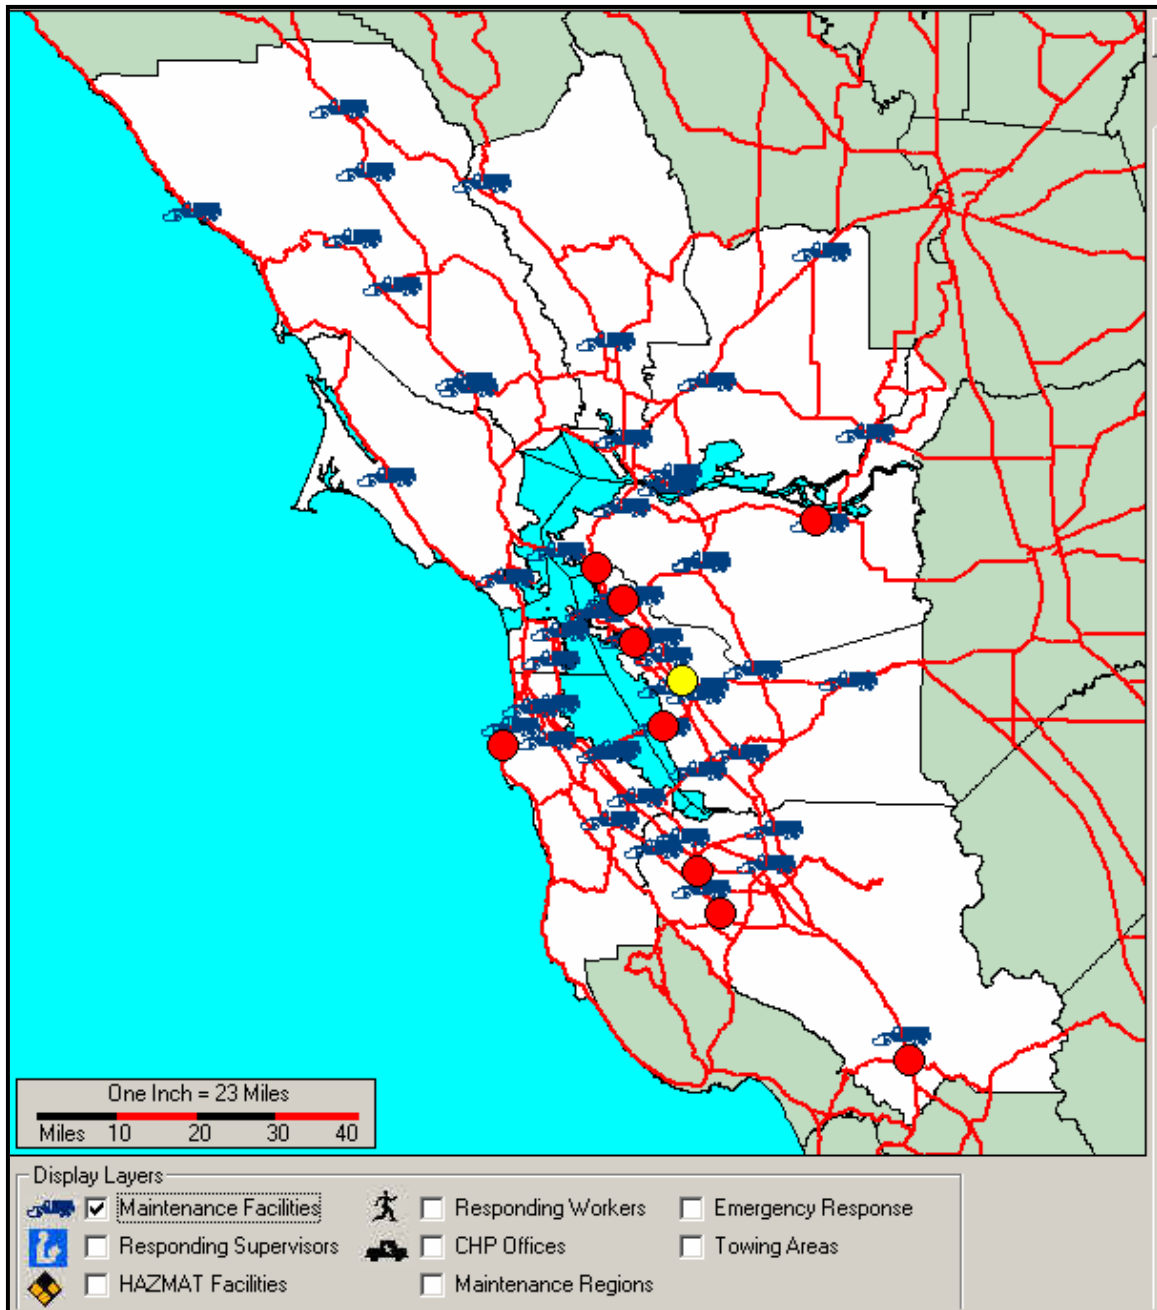 One Inch = 23 Miles
Miles 10 20 30 40
Display Layers
Maintenance Facilities Responding Workers Emergency Response
Responding Supervisors CHP Offices Towing Areas
HAZMAT Facilities Maintenance Regions